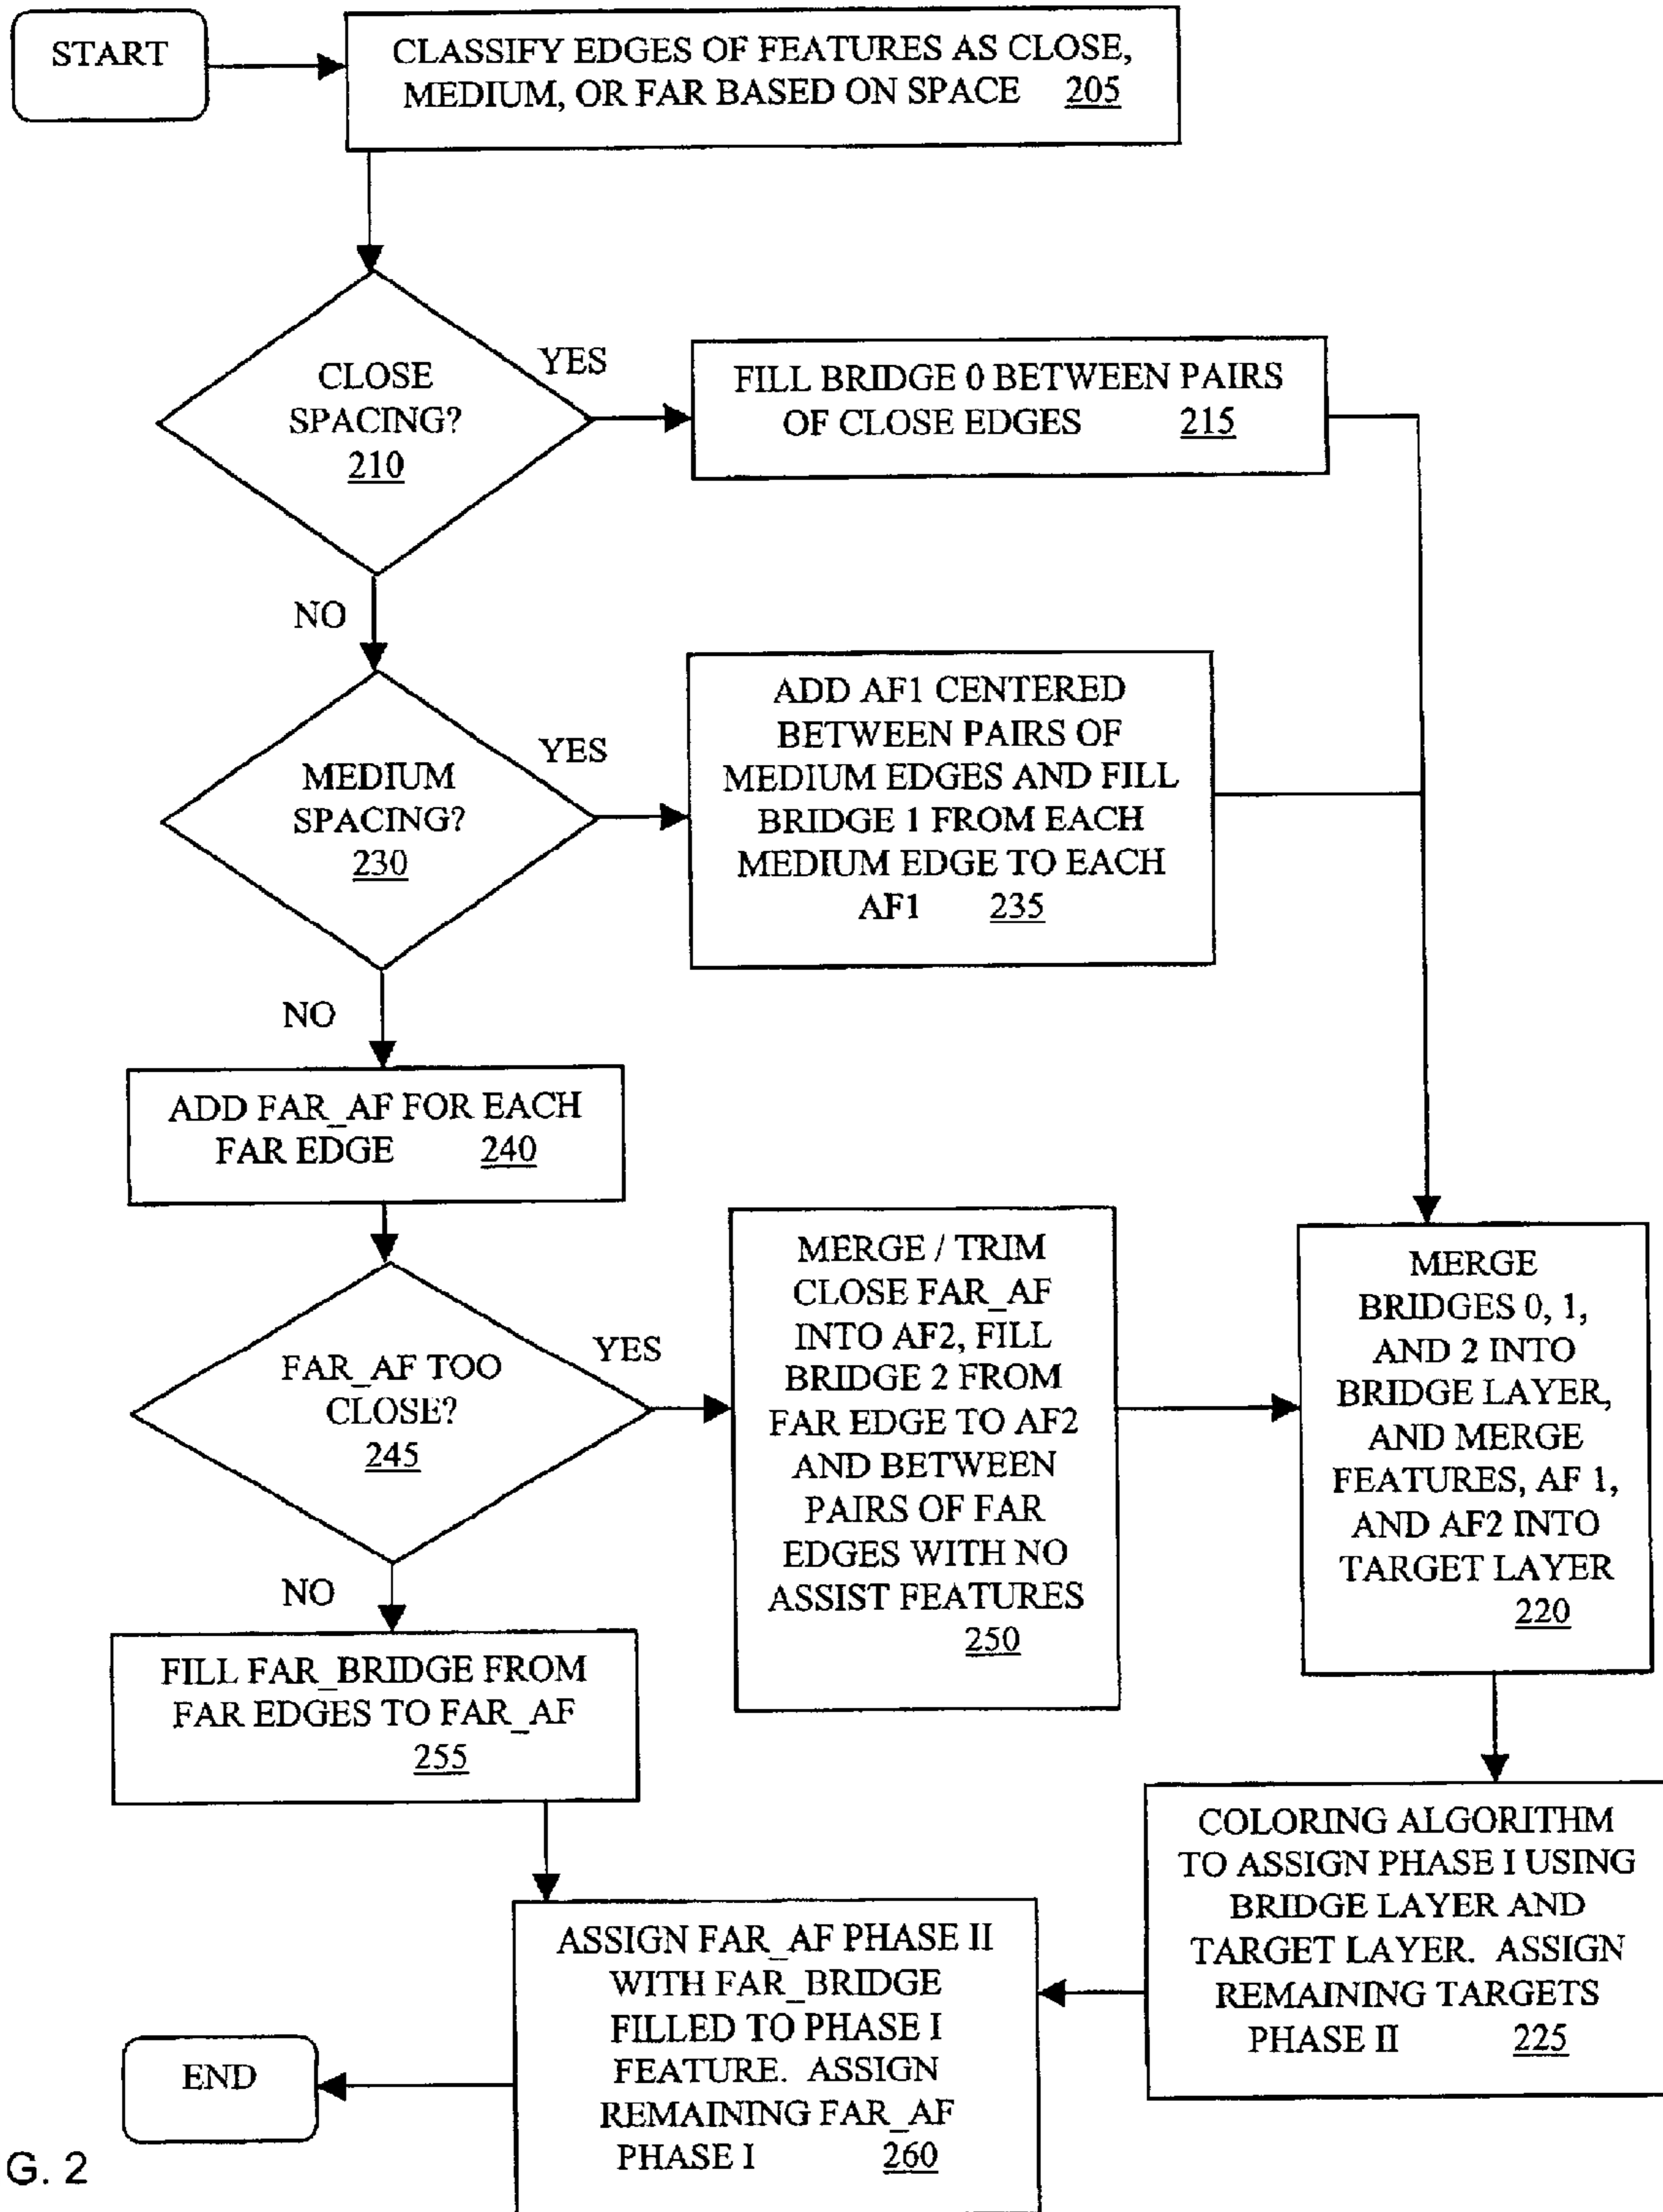 START
CLASSIFY EDGES OF FEATURES AS CLOSE,
MEDIUM, OR FAR BASED ON SPACE 205
CLOSE
SPACING?
210
YES
FILL BRIDGE 0 BETWEEN PAIRS
OF CLOSE EDGES 215
NO
MEDIUM
SPACING?
230
YES
ADD AF1 CENTERED
BETWEEN PAIRS OF
MEDIUM EDGES AND FILL
BRIDGE 1 FROM EACH
MEDIUM EDGE TO EACH
AF1 235
NO
ADD FAR_AF FOR EACH
FAR EDGE 240
FAR_AF TOO
CLOSE?
245
YES
MERGE / TRIM
CLOSE FAR_AF
INTO AF2, FILL
BRIDGE 2 FROM
FAR EDGE TO AF2
AND BETWEEN
PAIRS OF FAR
EDGES WITH NO
ASSIST FEATURES
250
MERGE
BRIDGES 0, 1,
AND 2 INTO
BRIDGE LAYER,
AND MERGE
FEATURES, AF 1,
AND AF2 INTO
TARGET LAYER
220
NO
FILL FAR_BRIDGE FROM
FAR EDGES TO FAR_AF
255
COLORING ALGORITHM
TO ASSIGN PHASE I USING
BRIDGE LAYER AND
TARGET LAYER. ASSIGN
REMAINING TARGETS
PHASE II 225
ASSIGN FAR_AF PHASE II
WITH FAR_BRIDGE
FILLED TO PHASE I
FEATURE. ASSIGN
REMAINING FAR_AF
PHASE I 260
END
G. 2